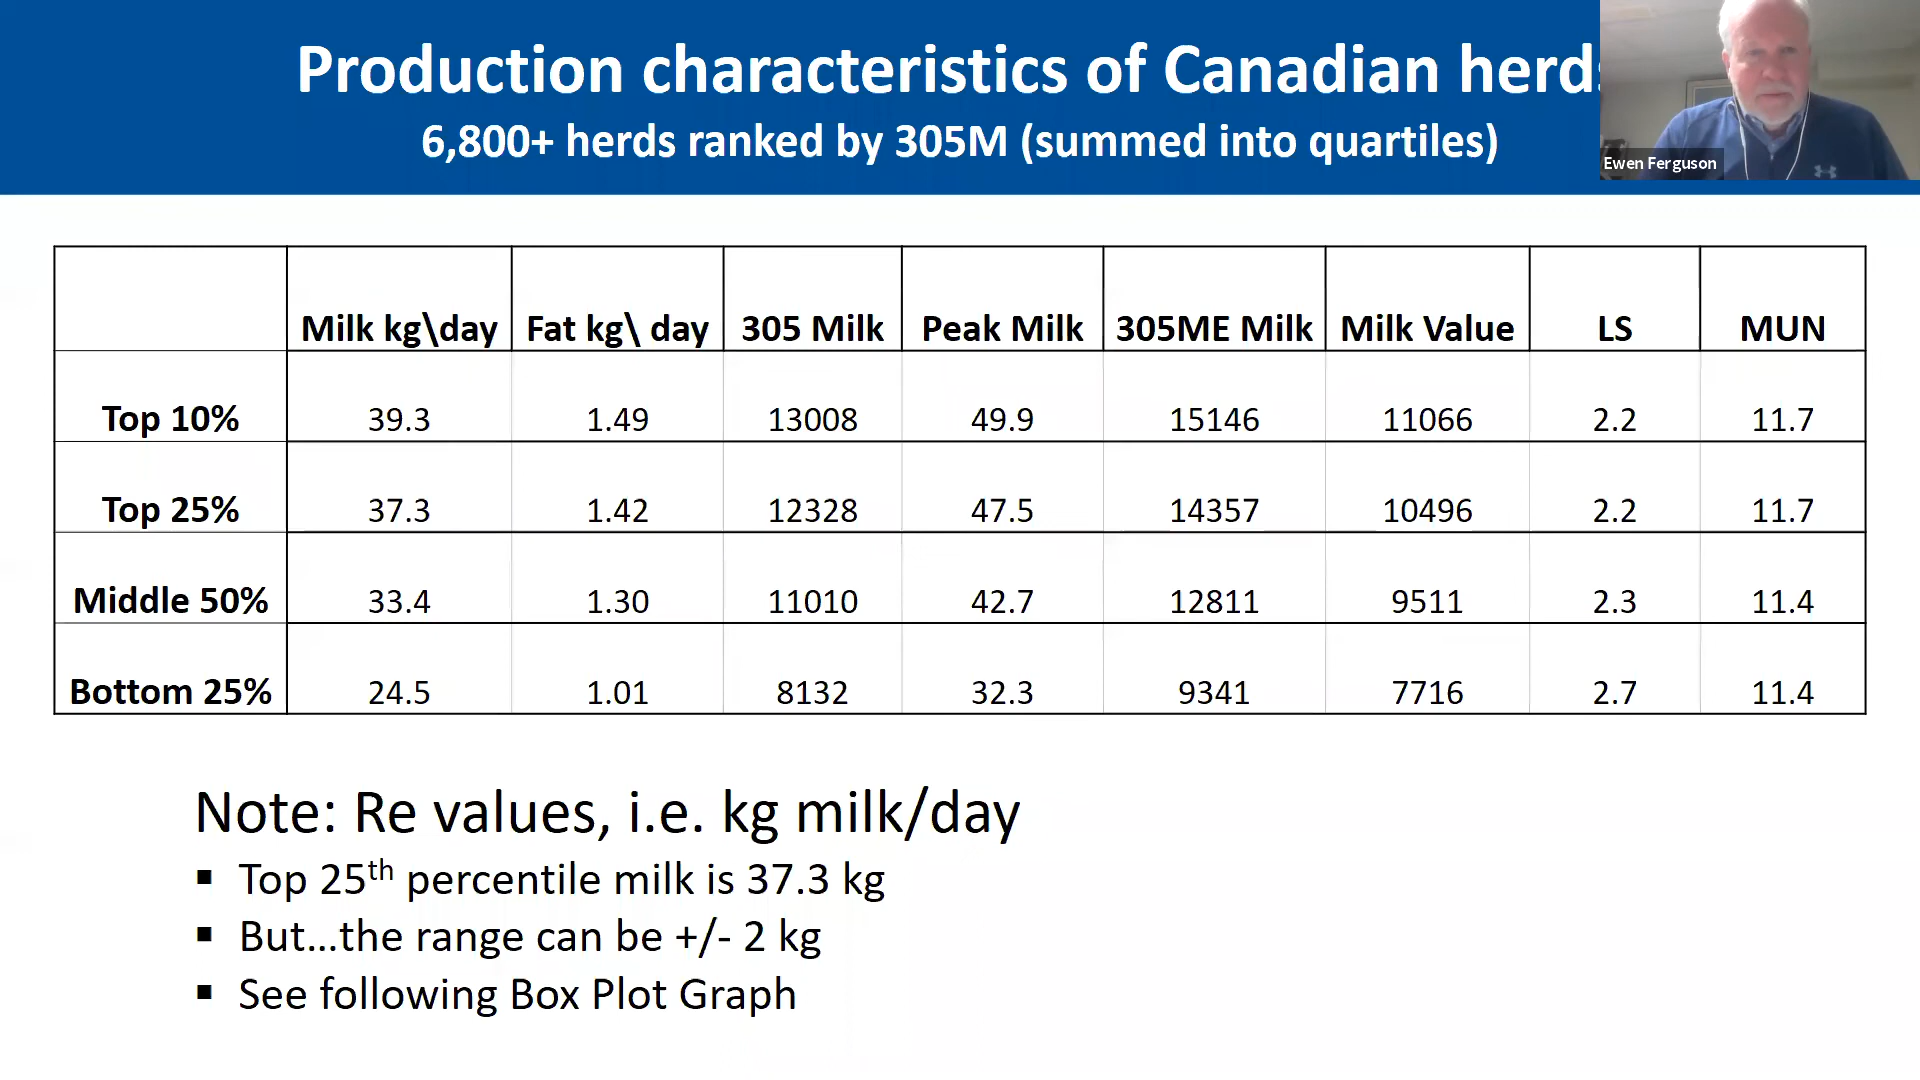 Production characteristics of Canadian herds
6,800+ herds ranked by 305M (summed into quartiles)
Ewen Ferguson
Milk kg\day Fat kg\ day 305 Milk Peak Milk 305ME Milk Milk Value LS MUN
Top 10% 39.3 1.49 13008 49.9 15146 11066 2.2 11.7
Top 25% 37.3 1.42 12328 47.5 14357 10496 2.2 11.7
Middle 50% 33.4 1.30 11010 42.7 12811 9511 2.3 11.4
Bottom 25% 24.5 1.01 8132 32.3 9341 7716 2.7 11.4
Note: Re values, i.e. kg milk/day
▪ Top 25th percentile milk is 37.3 kg
▪ But...the range can be +/- 2 kg
▪ See following Box Plot Graph